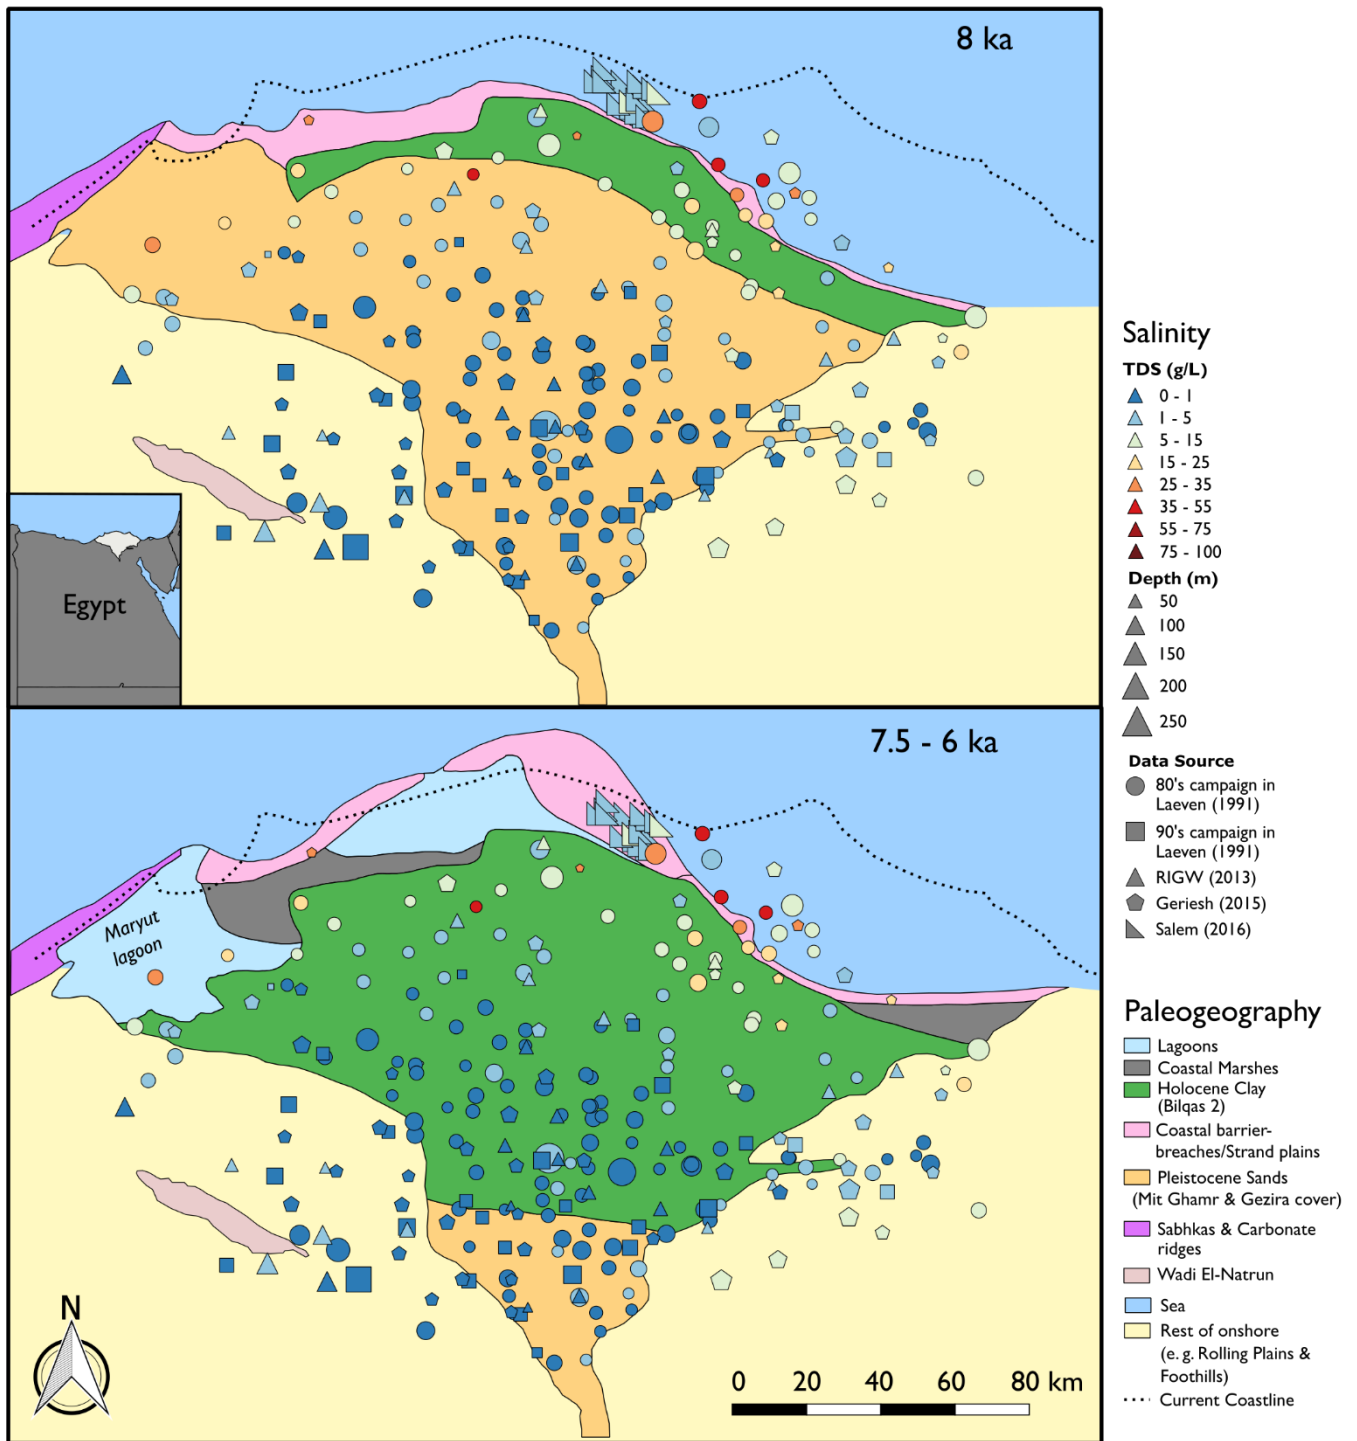 8 ka
Egypt
7.5 - 6 ka
Maryut
lagoon
N
0 20 40 60 80 km
Salinity
TDS (g/L)
0 - 1
1 - 5
5 - 15
15 - 25
25 - 35
35 - 55
55 - 75
75 - 100
Depth (m)
50
100
150
200
250
Data Source
80's campaign in
Laeven (1991)
90's campaign in
Laeven (1991)
RIGW (2013)
Geriesh (2015)
Salem (2016)
Paleogeography
Lagoons
Coastal Marshes
Holocene Clay
(Bilqas 2)
Coastal barrier-
breaches/Strand plains
Pleistocene Sands
(Mit Ghamr & Gezira cover)
Sabhkas & Carbonate
ridges
Wadi El-Natrun
Sea
Rest of onshore
(e. g. Rolling Plains &
Foothills)
Current Coastline